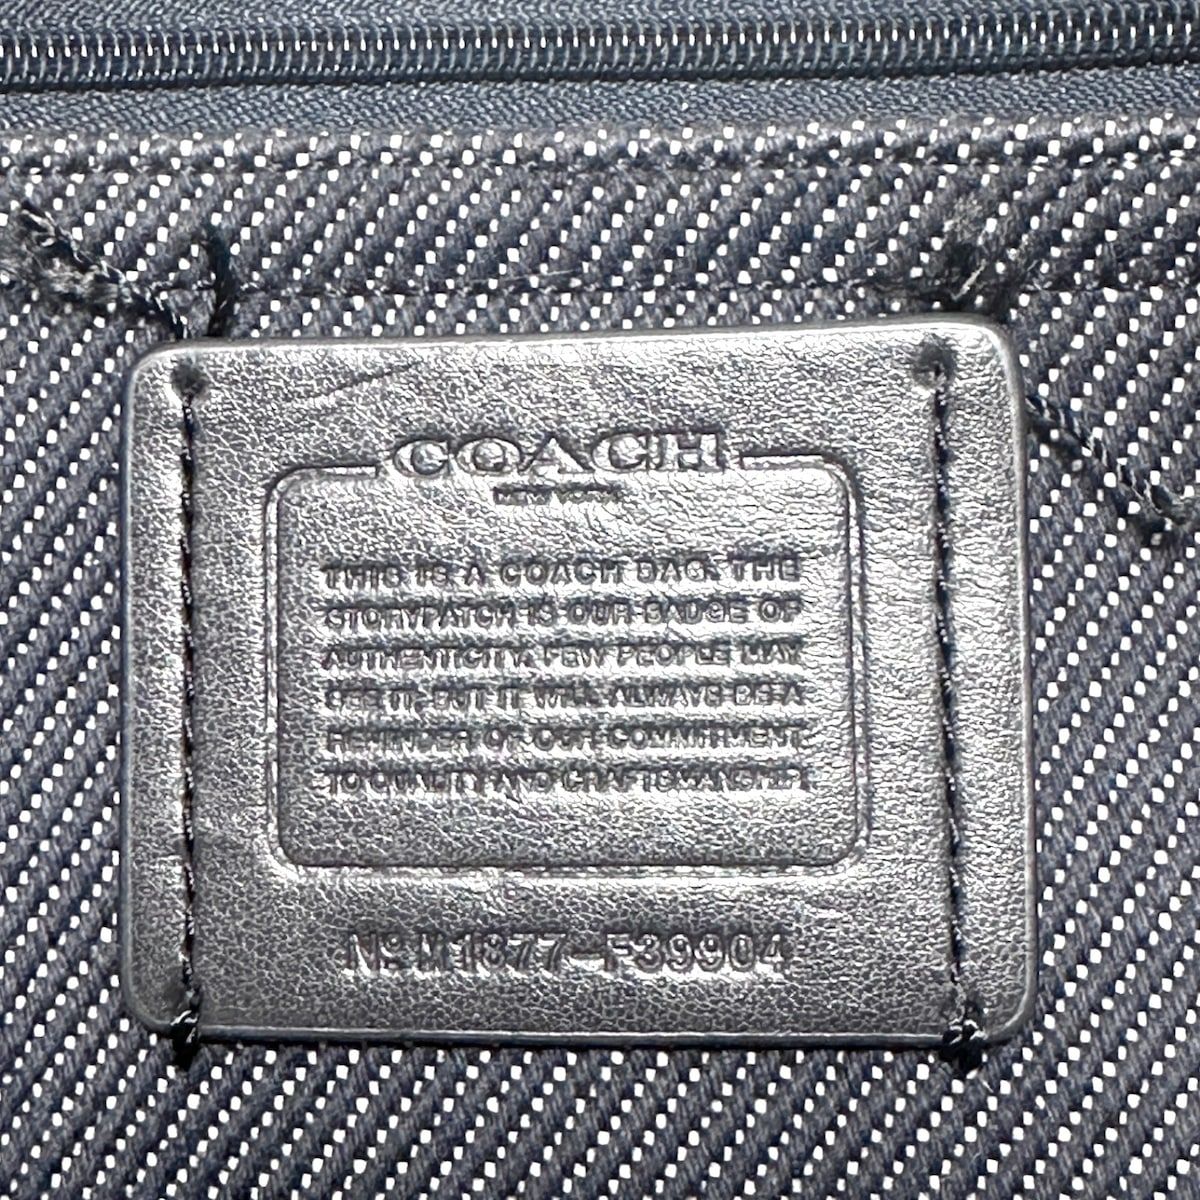 COACH
NEW YORK
THIS IS A COACH BAG. THE
STORYPATCH IS OUR BADGE OF
AUTHENTICITY. FEW PEOPLE MAY
SEE IT, BUT IT WILL ALWAYS BE A
REMINDER OF OUR COMMITMENT
TO QUALITY AND CRAFTSMANSHIP.
No M1877-F39904